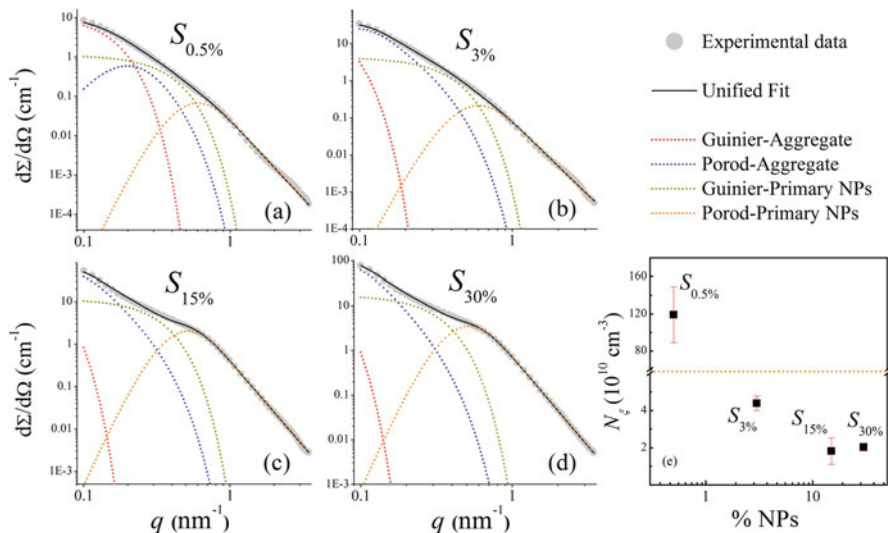 dΣ/dΩ (cm⁻¹)
10
1
0.1
0.01
1E-3
1E-4
S0.5%
(a)
0.1
1
10
1
0.1
0.01
1E-3
1E-4
S3%
(b)
0.1
1
Experimental data
Unified Fit
Guinier-Aggregate
Porod-Aggregate
Guinier-Primary NPs
Porod-Primary NPs
dΣ/dΩ (cm⁻¹)
10
1
0.1
0.01
1E-3
S15%
(c)
0.1
1
q (nm⁻¹)
100
10
1
0.1
0.01
1E-3
S30%
(d)
0.1
1
q (nm⁻¹)
Nξ (10¹⁰ cm⁻³)
160
120
80
4
2
S0.5%
S3%
S15%
S30%
(e)
1
10
% NPs